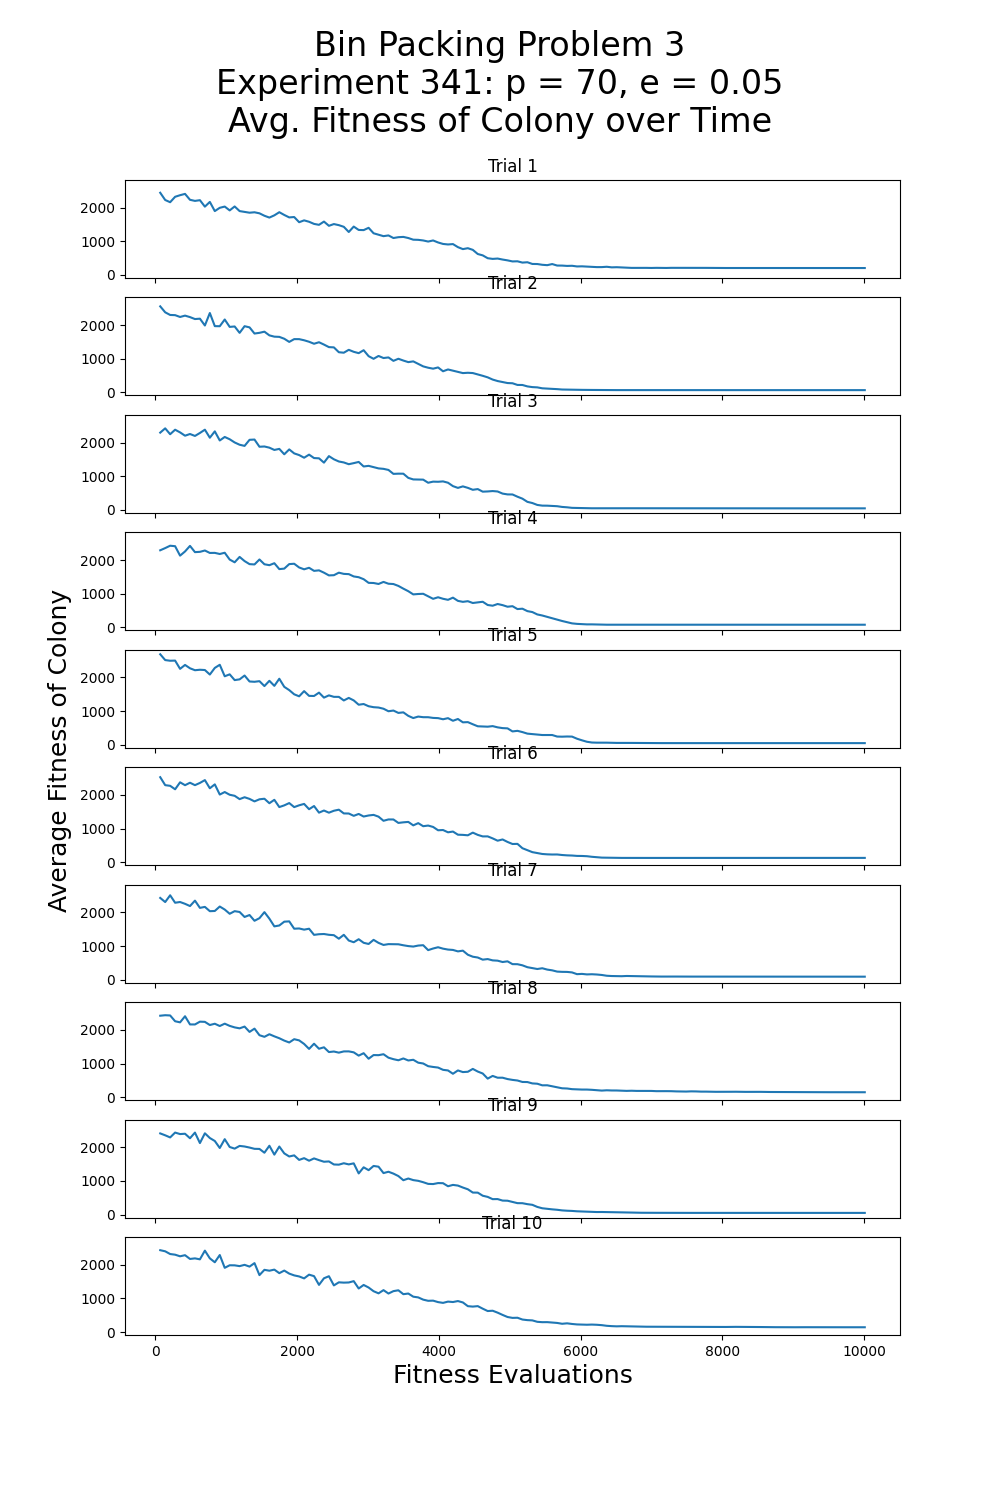 Bin Packing Problem 3
Experiment 341: p = 70, e = 0.05
Avg. Fitness of Colony over Time
Trial 1
2000
1000
0
Trial 2
2000
1000
0
Trial 3
2000
1000
0
Trial 4
2000
1000
0
Trial 5
2000
1000
0
Trial 6
2000
1000
0
Trial 7
2000
1000
0
Trial 8
2000
1000
0
Trial 9
2000
1000
0
Trial 10
2000
1000
0
0 2000 4000 6000 8000 10000
Fitness Evaluations
Average Fitness of Colony